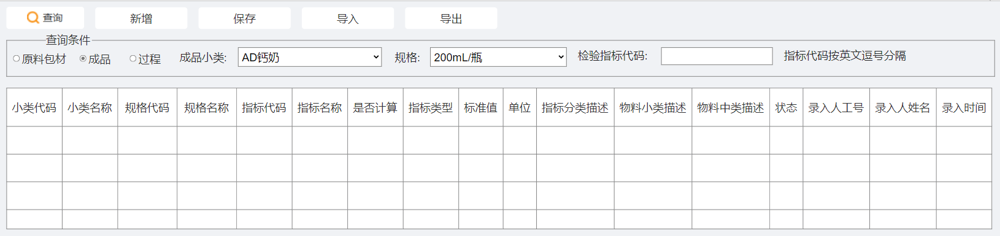 查询 新增 保存 导入 导出
查询条件
原料包材 成品 过程 成品小类: AD钙奶 规格: 200mL/瓶 检验指标代码: 指标代码按英文逗号分隔
小类代码 小类名称 规格代码 规格名称 指标代码 指标名称 是否计算 指标类型 标准值 单位 指标分类描述 物料小类描述 物料中类描述 状态 录入人工号 录入人姓名 录入时间